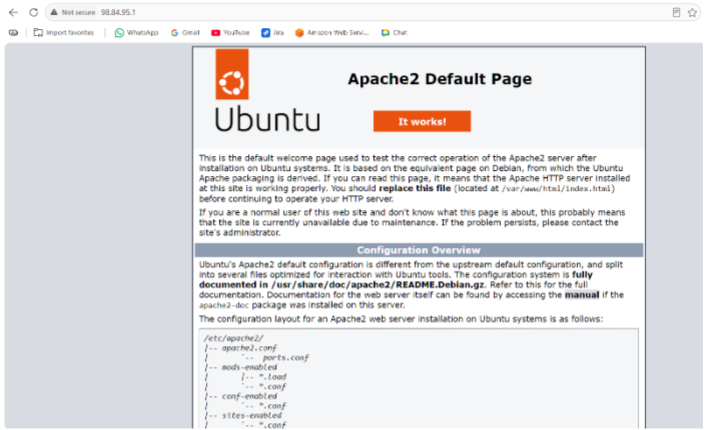 Not secure 98.84.95.1
Import favorites WhatsApp Gmail YouTube Jira Amazon Web Servi... Chat
Ubuntu
Apache2 Default Page
It works!
This is the default welcome page used to test the correct operation of the Apache2 server after
installation on Ubuntu systems. It is based on the equivalent page on Debian, from which the Ubuntu
Apache packaging is derived. If you can read this page, it means that the Apache HTTP server installed
at this site is working properly. You should replace this file (located at /var/www/html/index.html)
before continuing to operate your HTTP server.
If you are a normal user of this web site and don't know what this page is about, this probably means
that the site is currently unavailable due to maintenance. If the problem persists, please contact the
site's administrator.
Configuration Overview
Ubuntu's Apache2 default configuration is different from the upstream default configuration, and split
into several files optimized for interaction with Ubuntu tools. The configuration system is fully
documented in /usr/share/doc/apache2/README.Debian.gz. Refer to this for the full
documentation. Documentation for the web server itself can be found by accessing the manual if the
apache2-doc package was installed on this server.
The configuration layout for an Apache2 web server installation on Ubuntu systems is as follows:
/etc/apache2/
|-- apache2.conf
|       `--  ports.conf
|-- mods-enabled
|       |-- *.load
|       `-- *.conf
|-- conf-enabled
|       `-- *.conf
|-- sites-enabled
|       `-- *.conf